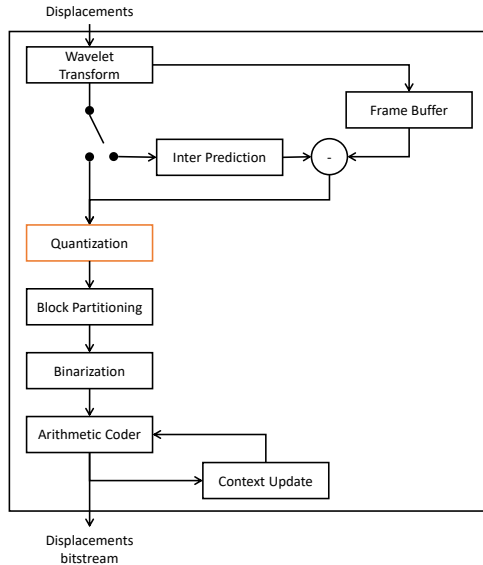 Displacements
Wavelet
Transform
Frame Buffer
Inter Prediction
-
Quantization
Block Partitioning
Binarization
Arithmetic Coder
Context Update
Displacements
bitstream